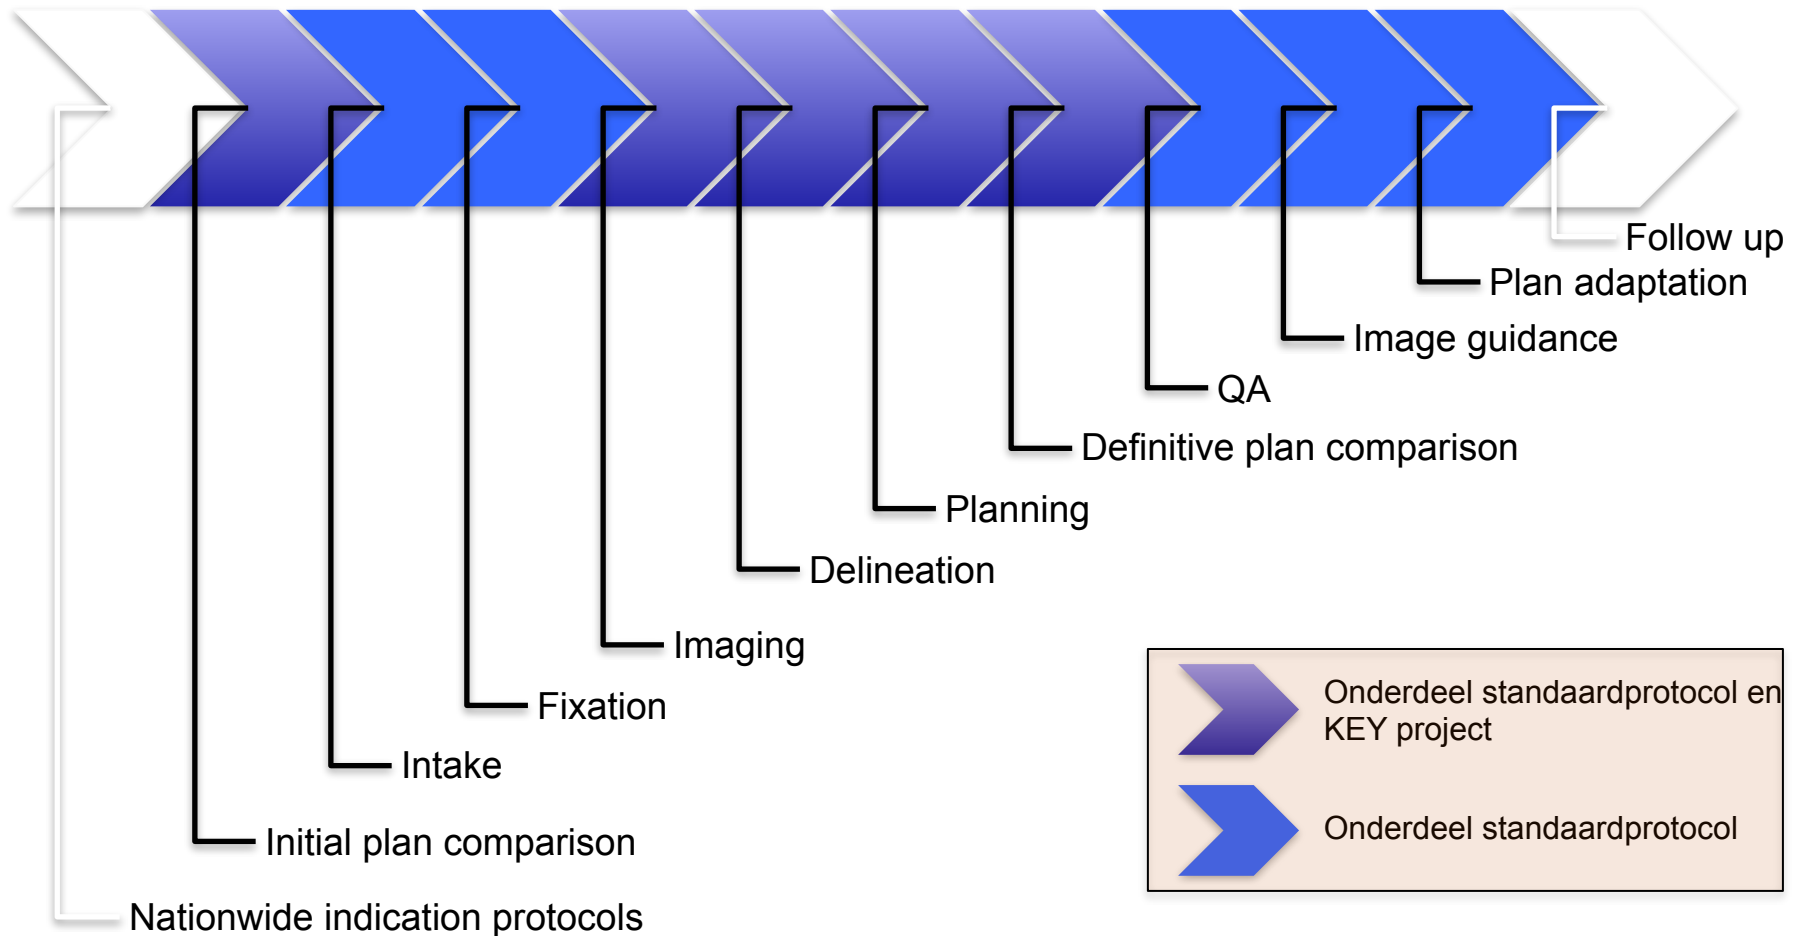 Follow up
Plan adaptation
Image guidance
QA
Definitive plan comparison
Planning
Delineation
Imaging
Fixation
Intake
Initial plan comparison
Nationwide indication protocols
Onderdeel standaardprotocol en
KEY project
Onderdeel standaardprotocol